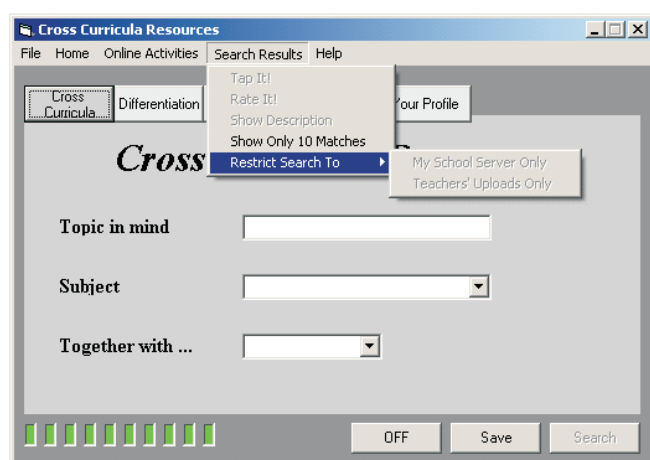 Cross Curricula Resources
File Home Online Activities Search Results Help
Tap It!
Rate It!
Show Description
Show Only 10 Matches
Restrict Search To
My School Server Only
Teachers' Uploads Only
Cross
Curricula
Differentiation
Your Profile
Cross
Topic in mind
Subject
Together with ...
OFF Save Search